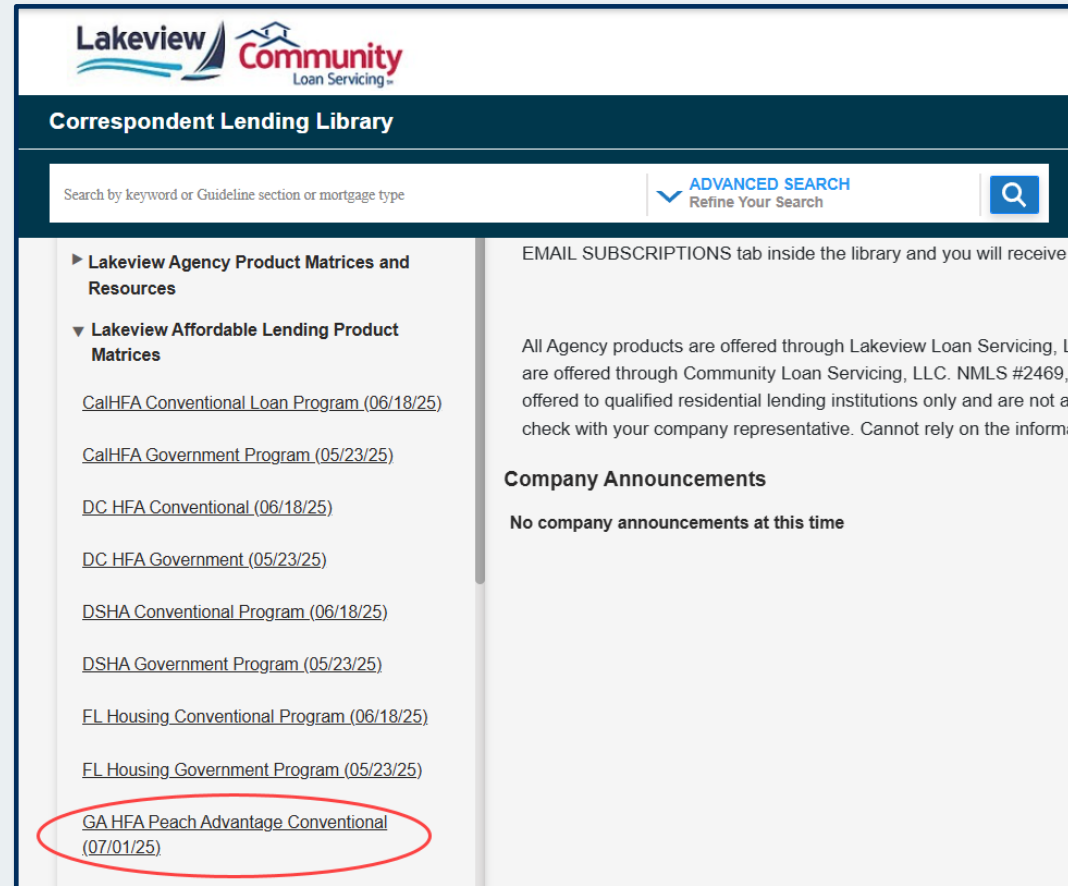 Lakeview
Community
Loan Servicing
Correspondent Lending Library
Search by keyword or Guideline section or mortgage type
ADVANCED SEARCH
Refine Your Search
Lakeview Agency Product Matrices and
Resources
Lakeview Affordable Lending Product
Matrices
CalHFA Conventional Loan Program (06/18/25)
CalHFA Government Program (05/23/25)
DC HFA Conventional (06/18/25)
DC HFA Government (05/23/25)
DSHA Conventional Program (06/18/25)
DSHA Government Program (05/23/25)
FL Housing Conventional Program (06/18/25)
FL Housing Government Program (05/23/25)
GA HFA Peach Advantage Conventional
(07/01/25)
EMAIL SUBSCRIPTIONS tab inside the library and you will receive
All Agency products are offered through Lakeview Loan Servicing,
are offered through Community Loan Servicing, LLC. NMLS #2469,
offered to qualified residential lending institutions only and are not
check with your company representative. Cannot rely on the
Company Announcements
No company announcements at this time